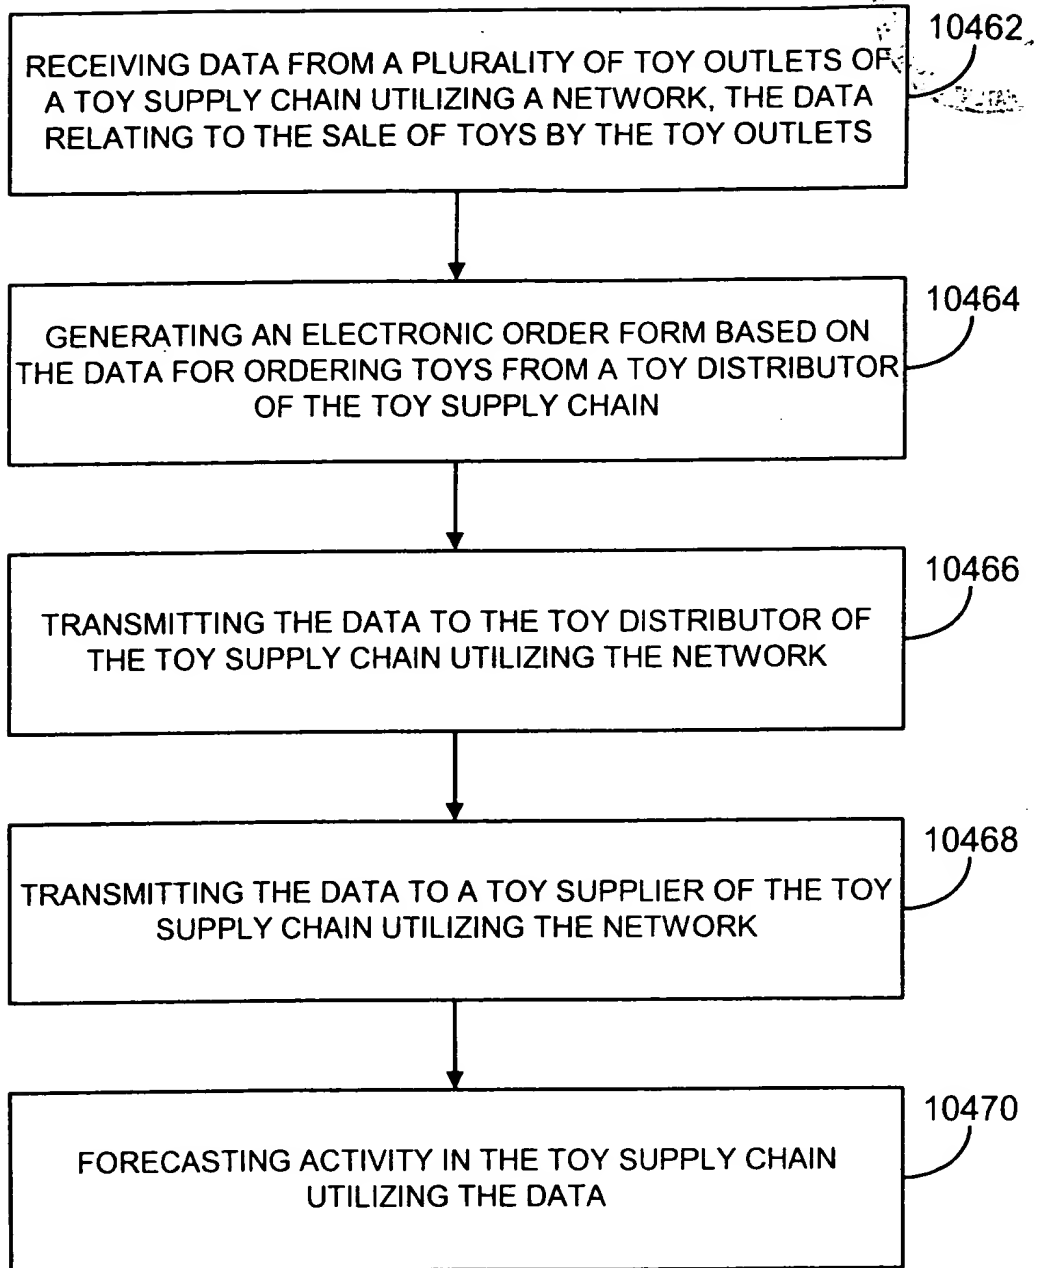 10462
RECEIVING DATA FROM A PLURALITY OF TOY OUTLETS OF
A TOY SUPPLY CHAIN UTILIZING A NETWORK, THE DATA
RELATING TO THE SALE OF TOYS BY THE TOY OUTLETS
10464
GENERATING AN ELECTRONIC ORDER FORM BASED ON
THE DATA FOR ORDERING TOYS FROM A TOY DISTRIBUTOR
OF THE TOY SUPPLY CHAIN
10466
TRANSMITTING THE DATA TO THE TOY DISTRIBUTOR OF
THE TOY SUPPLY CHAIN UTILIZING THE NETWORK
10468
TRANSMITTING THE DATA TO A TOY SUPPLIER OF THE TOY
SUPPLY CHAIN UTILIZING THE NETWORK
10470
FORECASTING ACTIVITY IN THE TOY SUPPLY CHAIN
UTILIZING THE DATA